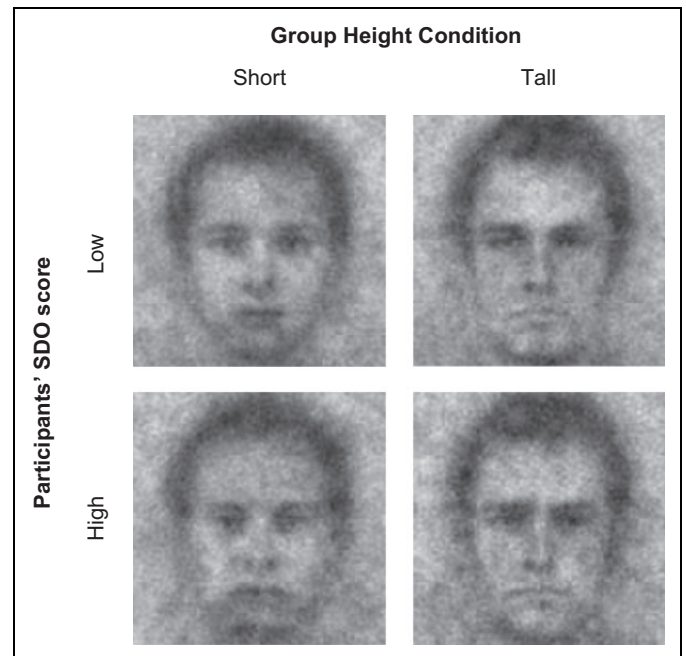 Group Height Condition
Short
Tall
Participants’ SDO score
Low
High